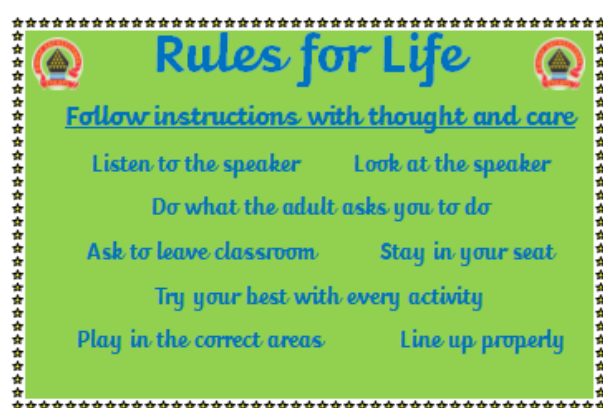 Rules for Life
Follow instructions with thought and care
Listen to the speaker Look at the speaker
Do what the adult asks you to do
Ask to leave classroom Stay in your seat
Try your best with every activity
Play in the correct areas Line up properly